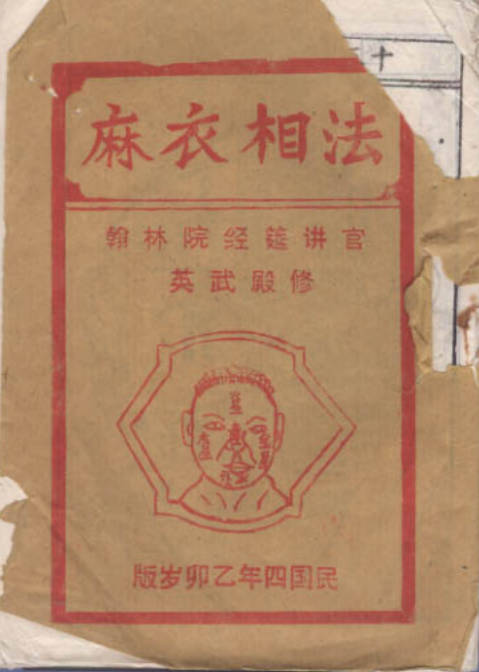 麻衣相法
翰林院经筵讲官
英武殿修
民国四年乙卯岁版